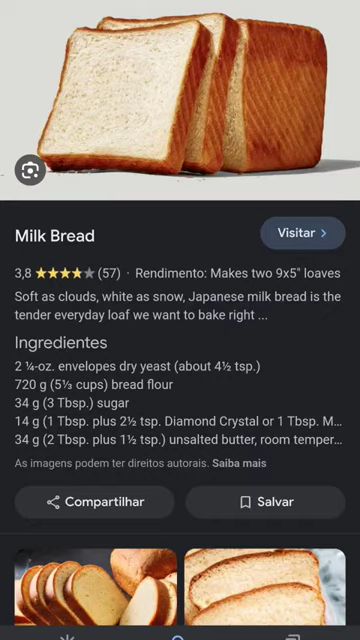 Milk Bread
Visitar
3,8 ★★★★★ (57) · Rendimento: Makes two 9x5" loaves
Soft as clouds, white as snow, Japanese milk bread is the
tender everyday loaf we want to bake right ...
Ingredientes
2 ¼-oz. envelopes dry yeast (about 4½ tsp.)
720 g (5⅓ cups) bread flour
34 g (3 Tbsp.) sugar
14 g (1 Tbsp. plus 2½ tsp. Diamond Crystal or 1 Tbsp. M...
34 g (2 Tbsp. plus 1½ tsp.) unsalted butter, room temper...
As imagens podem ter direitos autorais. Saiba mais
Compartilhar
Salvar